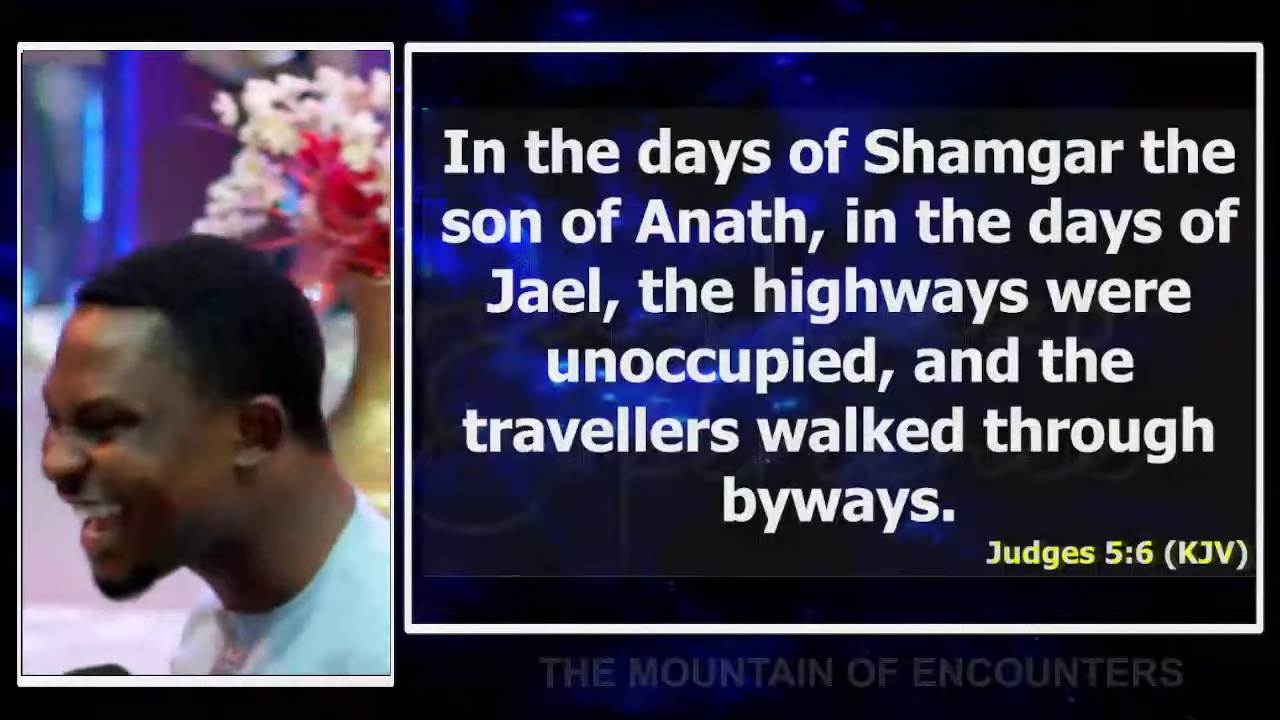 In the days of Shamgar the
son of Anath, in the days of
Jael, the highways were
unoccupied, and the
travellers walked through
byways.
Judges 5:6 (KJV)
THE MOUNTAIN OF ENCOUNTERS